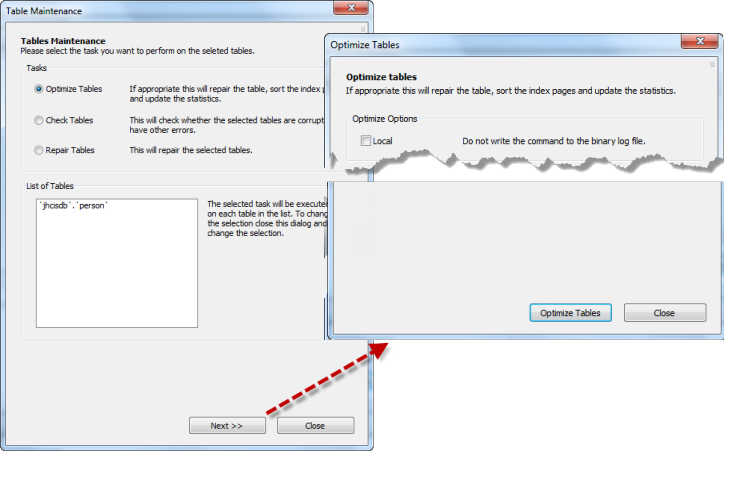 Table Maintenance
Tables Maintenance
Please select the task you want to perform on the seleted tables.
Tasks
Optimize Tables
If appropriate this will repair the table, sort the index
and update the statistics.
Check Tables
This will check whether the selected tables are corrupt
have other errors.
Repair Tables
This will repair the selected tables.
List of Tables
`jhcisdb`.`person`
The selected task will be execute
on each table in the list. To chang
the selection close this dialog and
change the selection.
Next >>
Close
Optimize Tables
Optimize tables
If appropriate this will repair the table, sort the index pages and update the statistics.
Optimize Options
Local
Do not write the command to the binary log file.
Optimize Tables
Close